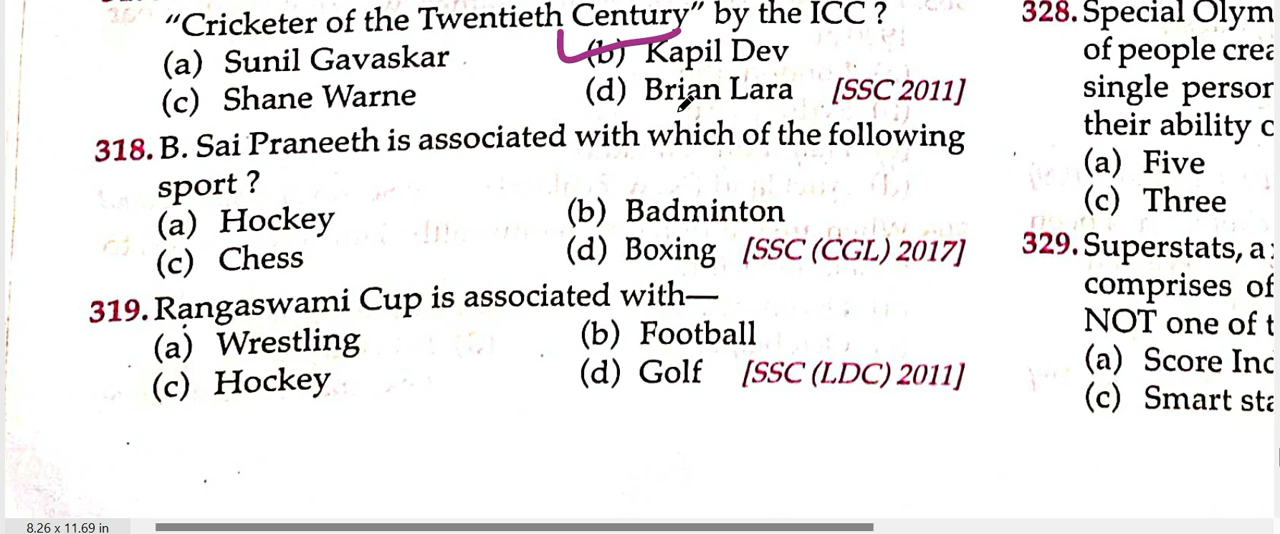 "Cricketer of the Twentieth Century" by the ICC ?
(a) Sunil Gavaskar (b) Kapil Dev
(c) Shane Warne (d) Brian Lara [SSC 2011]
318. B. Sai Praneeth is associated with which of the following
sport ?
(a) Hockey (b) Badminton
(c) Chess (d) Boxing [SSC (CGL) 2017]
319. Rangaswami Cup is associated with—
(a) Wrestling (b) Football
(c) Hockey (d) Golf [SSC (LDC) 2011]
328. Special Olym
of people crea
single person
their ability c
(a) Five
(c) Three
329. Superstats, a
comprises of
NOT one of t
(a) Score Inc
(c) Smart sta
8.26 x 11.69 in